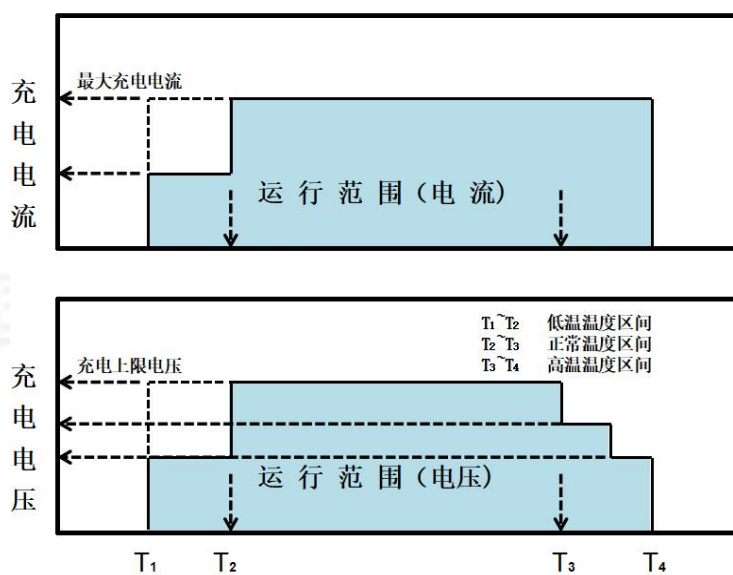 最大充电电流
充电电流
运行范围(电流)
T₁~T₂ 低温温度区间
T₂~T₃ 正常温度区间
T₃~T₄ 高温温度区间
充电上限电压
充电电压
运行范围(电压)
T₁ T₂ T₃ T₄